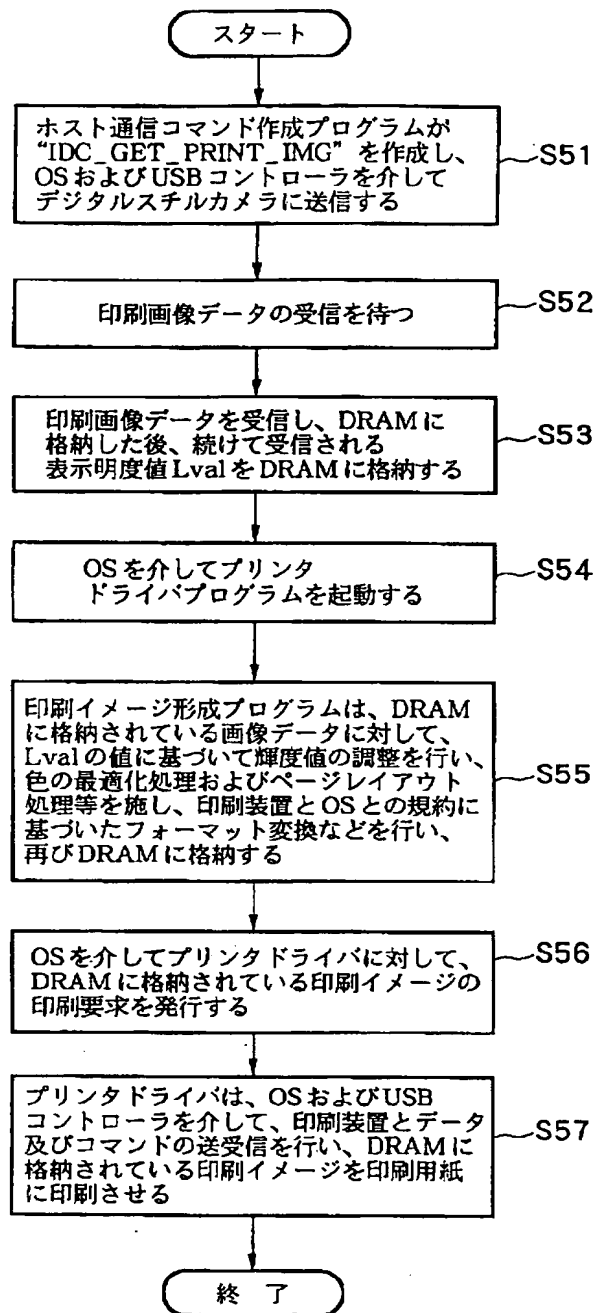 スタート
ホスト通信コマンド作成プログラムが
“IDC_GET_PRINT_IMG”を作成し、
OSおよびUSBコントローラを介して
デジタルスチルカメラに送信する
S51
印刷画像データの受信を待つ
S52
印刷画像データを受信し、DRAMに
格納した後、続けて受信される
表示明度値LvalをDRAMに格納する
S53
OSを介してプリンタ
ドライバプログラムを起動する
S54
印刷イメージ形成プログラムは、DRAM
に格納されている画像データに対して、
Lvalの値に基づいて輝度値の調整を行い、
色の最適化処理およびページレイアウト
処理等を施し、印刷装置とOSとの規約に
基づいたフォーマット変換などを行い、
再びDRAMに格納する
S55
OSを介してプリンタドライバに対して、
DRAMに格納されている印刷イメージの
印刷要求を発行する
S56
プリンタドライバは、OSおよびUSB
コントローラを介して、印刷装置とデータ
及びコマンドの送受信を行い、DRAMに
格納されている印刷イメージを印刷用紙
に印刷させる
S57
終 了